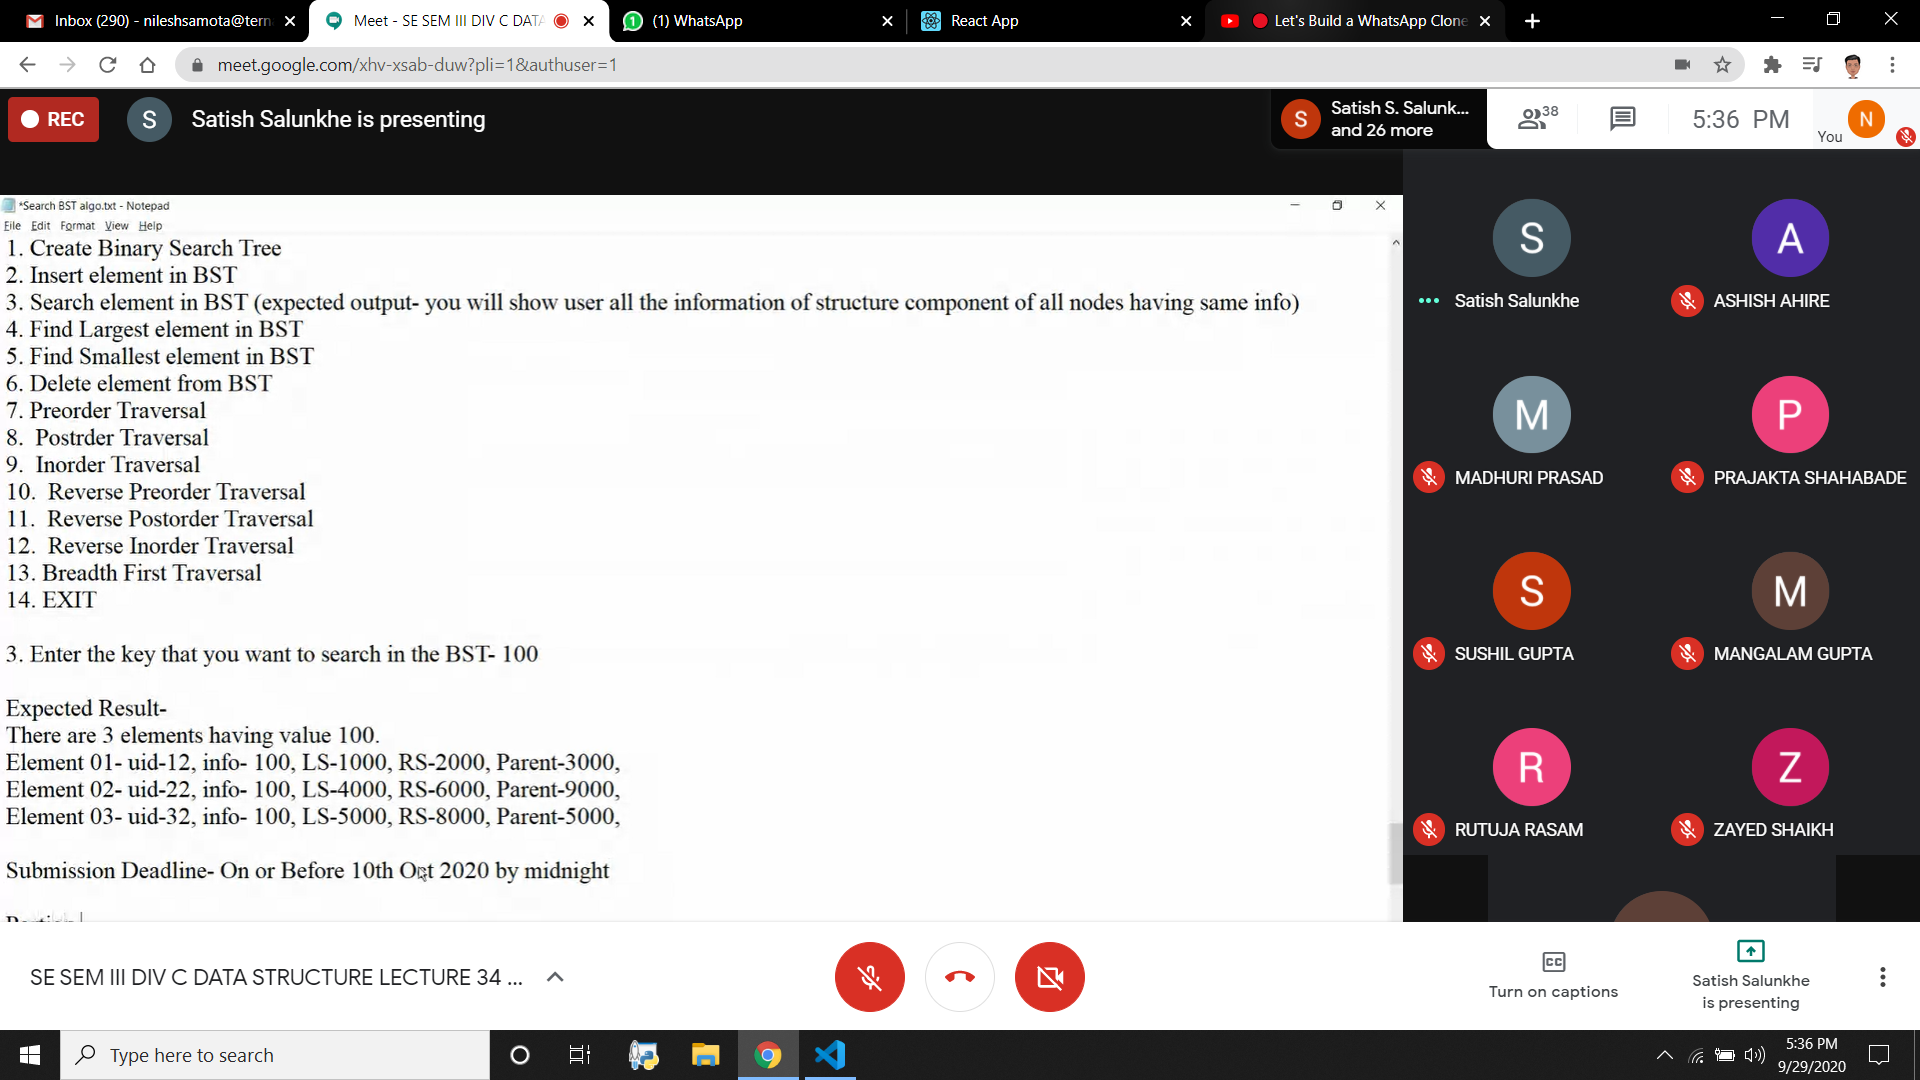 Inbox (290) - nileshsamota@tern
Meet - SE SEM III DIV C DATA
(1) WhatsApp
React App
Let's Build a WhatsApp Clone
meet.google.com/xhv-xsab-duw?pli=1&authuser=1
REC
S
Satish Salunkhe is presenting
S
Satish S. Salunk...
and 26 more
38
5:36 PM
You
N
*Search BST algo.txt - Notepad
File Edit Format View Help
1. Create Binary Search Tree
2. Insert element in BST
3. Search element in BST (expected output- you will show user all the information of structure component of all nodes having same info)
4. Find Largest element in BST
5. Find Smallest element in BST
6. Delete element from BST
7. Preorder Traversal
8. Postrder Traversal
9. Inorder Traversal
10. Reverse Preorder Traversal
11. Reverse Postorder Traversal
12. Reverse Inorder Traversal
13. Breadth First Traversal
14. EXIT
3. Enter the key that you want to search in the BST- 100
Expected Result-
There are 3 elements having value 100.
Element 01- uid-12, info- 100, LS-1000, RS-2000, Parent-3000,
Element 02- uid-22, info- 100, LS-4000, RS-6000, Parent-9000,
Element 03- uid-32, info- 100, LS-5000, RS-8000, Parent-5000,
Submission Deadline- On or Before 10th Oct 2020 by midnight
S
Satish Salunkhe
A
ASHISH AHIRE
M
MADHURI PRASAD
P
PRAJAKTA SHAHABADE
S
SUSHIL GUPTA
M
MANGALAM GUPTA
R
RUTUJA RASAM
Z
ZAYED SHAIKH
SE SEM III DIV C DATA STRUCTURE LECTURE 34 ...
CC
Turn on captions
Satish Salunkhe
is presenting
Type here to search
5:36 PM
9/29/2020